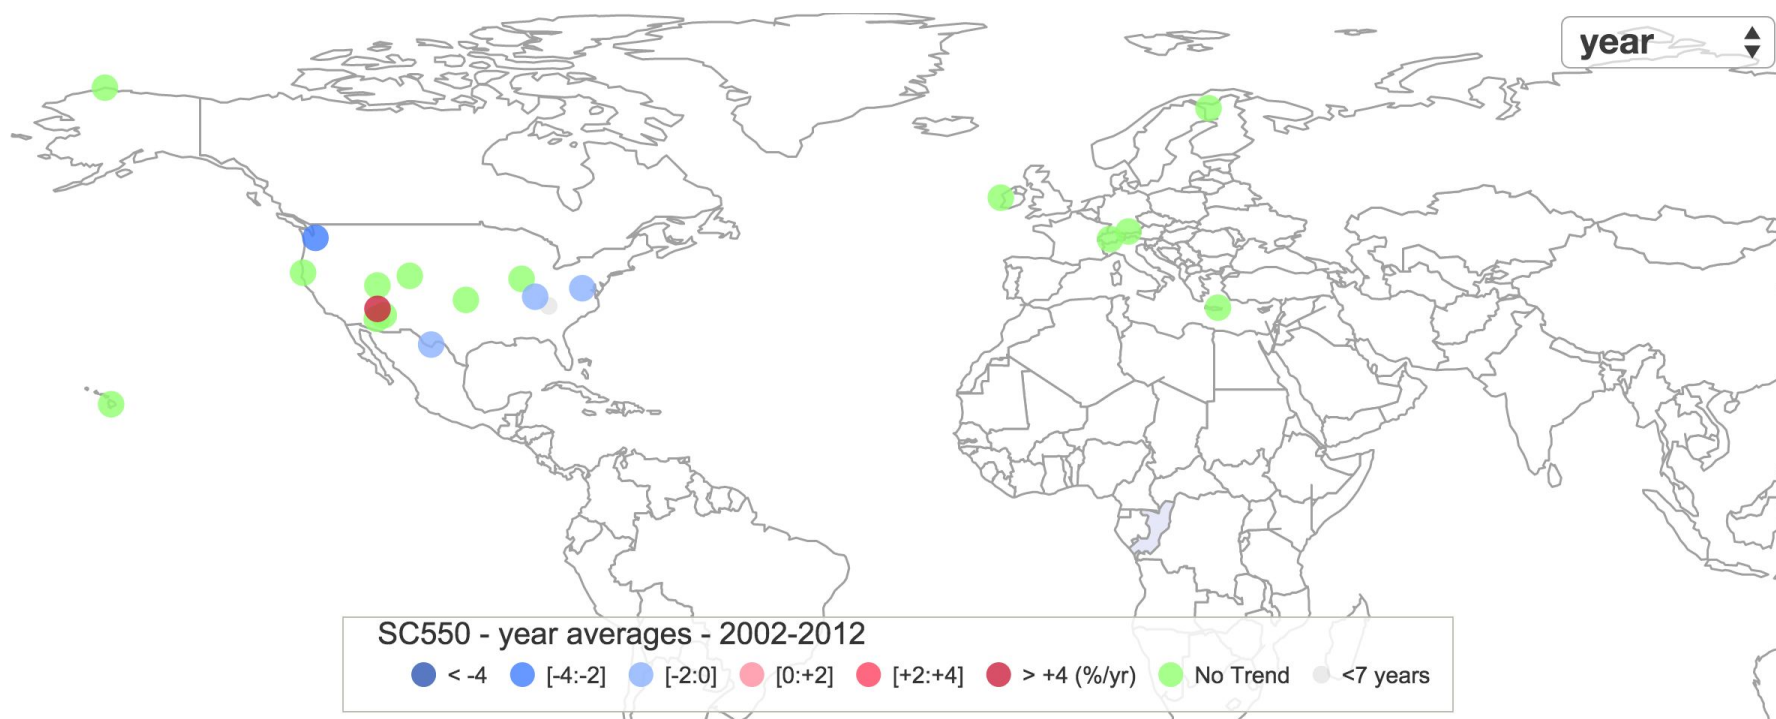 year
SC550 - year averages - 2002-2012
< -4 [-4:-2] [-2:0] [0:+2] [+2:+4] > +4 (%/yr) No Trend <7 years